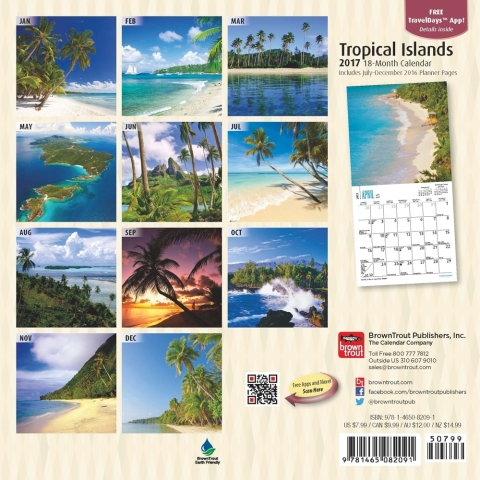 FREE
TravelDays™ App!
Details Inside
Tropical Islands
2017 18-Month Calendar
Includes July-December 2016 Planner Pages
JAN
FEB
MAR
MAY
JUN
JUL
APRIL
AUG
SEP
OCT
NOV
DEC
brown
trout
BrownTrout Publishers, Inc.
The Calendar Company
Toll Free 800 777 7812
Outside US 310 607 9010
sales@browntrout.com
browntrout.com
facebook.com/browntroutpublishers
@browntroutpub
Free Apps and More!
Scan Here
ISBN: 978-1-4650-8209-1
US $7.99 / CAN $9.99 / AU $12.00 / NZ $14.99
50799
9 781465 082091
BrownTrout
Earth Friendly